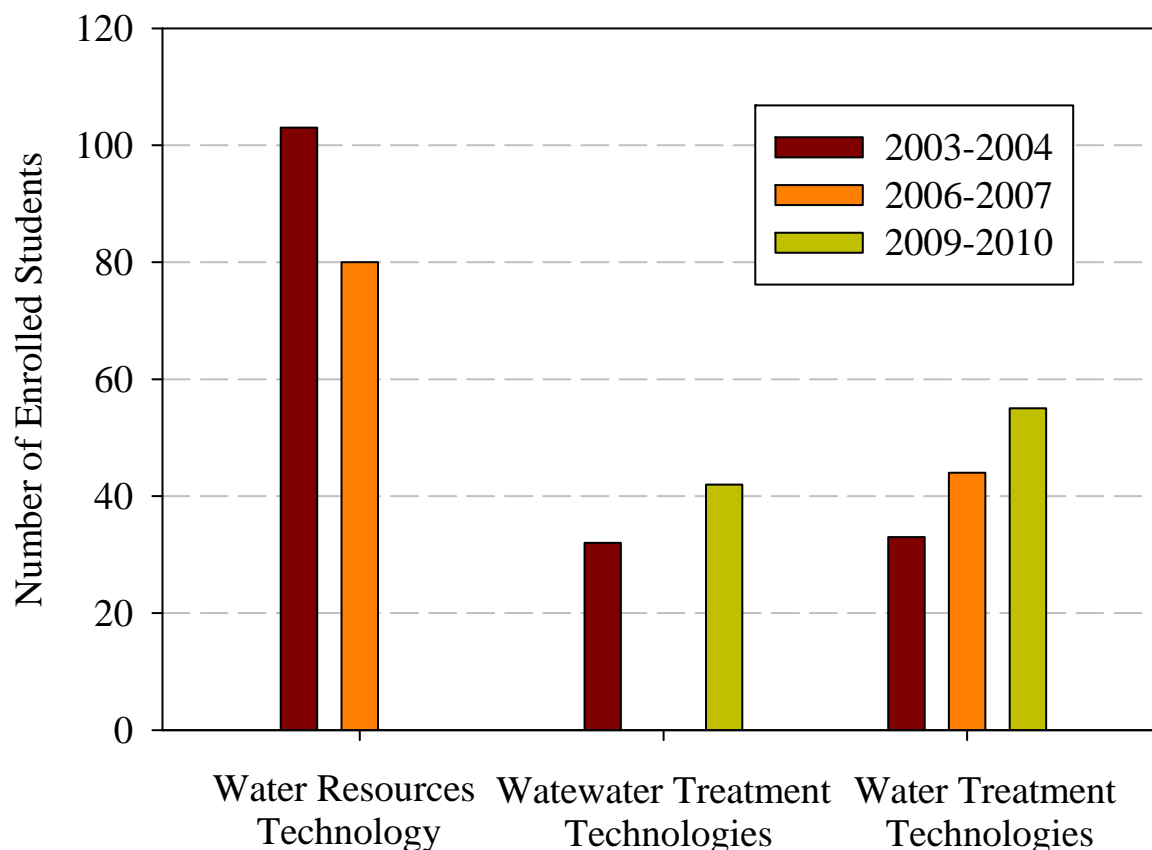 120
100
80
60
40
20
0
Number of Enrolled Students
2003-2004
2006-2007
2009-2010
Water Resources
Technology
Watewater Treatment
Technologies
Water Treatment
Technologies